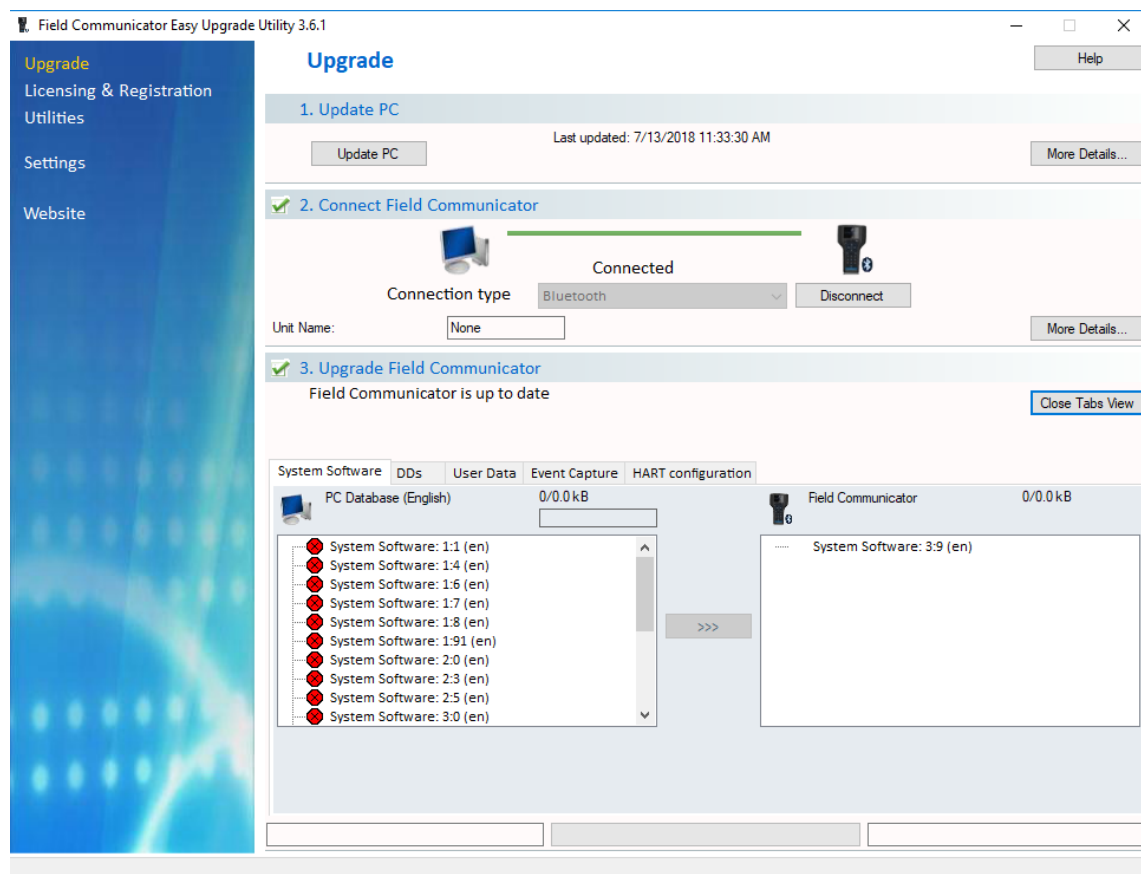 Field Communicator Easy Upgrade Utility 3.6.1
Upgrade
Licensing & Registration
Utilities
Settings
Website
Upgrade
Help
1. Update PC
Last updated: 7/13/2018 11:33:30 AM
Update PC
More Details...
2. Connect Field Communicator
Connected
Connection type
Bluetooth
Disconnect
Unit Name:
None
More Details...
3. Upgrade Field Communicator
Field Communicator is up to date
Close Tabs View
System Software
DDs
User Data
Event Capture
HART configuration
PC Database (English)
0/0.0 kB
Field Communicator
0/0.0 kB
System Software: 1:1 (en)
System Software: 1:4 (en)
System Software: 1:6 (en)
System Software: 1:7 (en)
System Software: 1:8 (en)
System Software: 1:91 (en)
System Software: 2:0 (en)
System Software: 2:3 (en)
System Software: 2:5 (en)
System Software: 3:0 (en)
>>>
System Software: 3:9 (en)